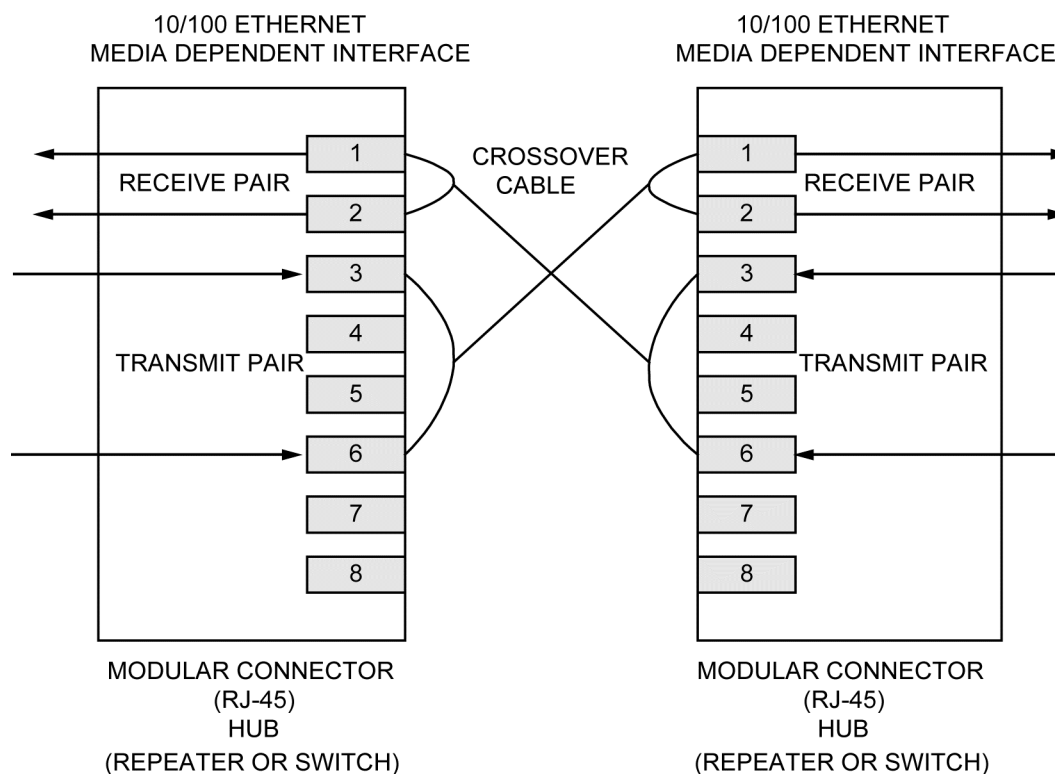 10/100 ETHERNET
MEDIA DEPENDENT INTERFACE
10/100 ETHERNET
MEDIA DEPENDENT INTERFACE
1
2
3
4
5
6
7
8
RECEIVE PAIR
TRANSMIT PAIR
CROSSOVER
CABLE
1
2
3
4
5
6
7
8
RECEIVE PAIR
TRANSMIT PAIR
MODULAR CONNECTOR
(RJ-45)
HUB
(REPEATER OR SWITCH)
MODULAR CONNECTOR
(RJ-45)
HUB
(REPEATER OR SWITCH)